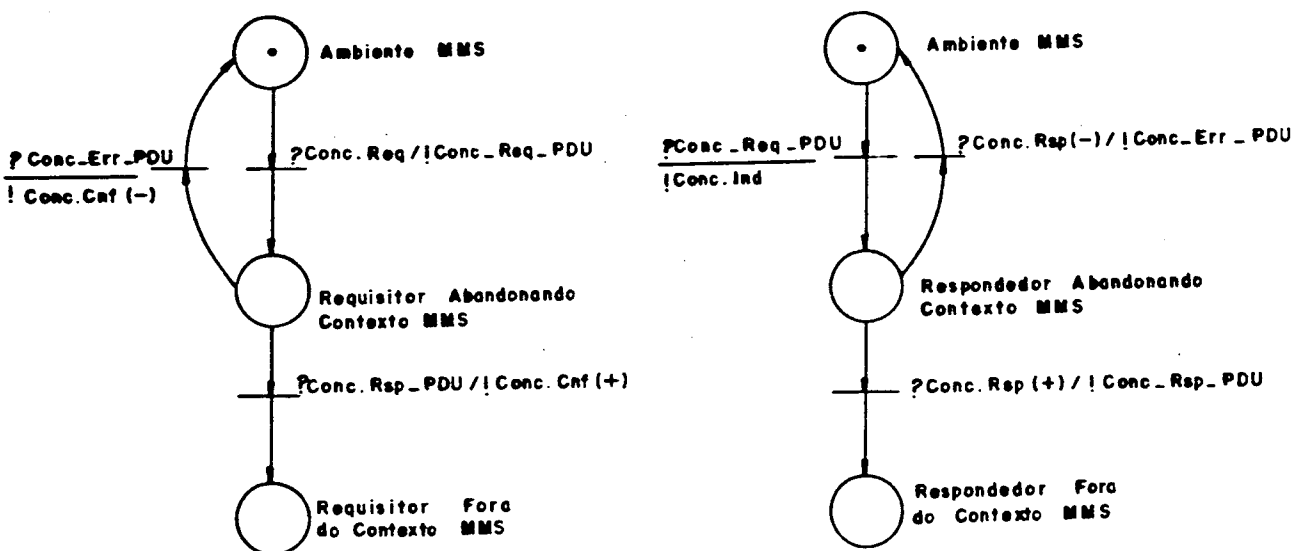 Ambiente MMS
?Conc_Err_PDU
! Conc.Cnf (-)
?Conc.Req/!Conc_Req_PDU
Requisitor Abandonando
Contexto MMS
?Conc.Rsp_PDU/! Conc.Cnf (+)
Requisitor Fora
do Contexto MMS
Ambiente MMS
?Conc_Req_PDU
!Conc.Ind
?Conc.Rsp(-)/!Conc_Err_PDU
Respondedor Abandonando
Contexto MMS
?Conc.Rsp (+) / ! Conc_Rsp_PDU
Respondedor Fora
do Contexto MMS